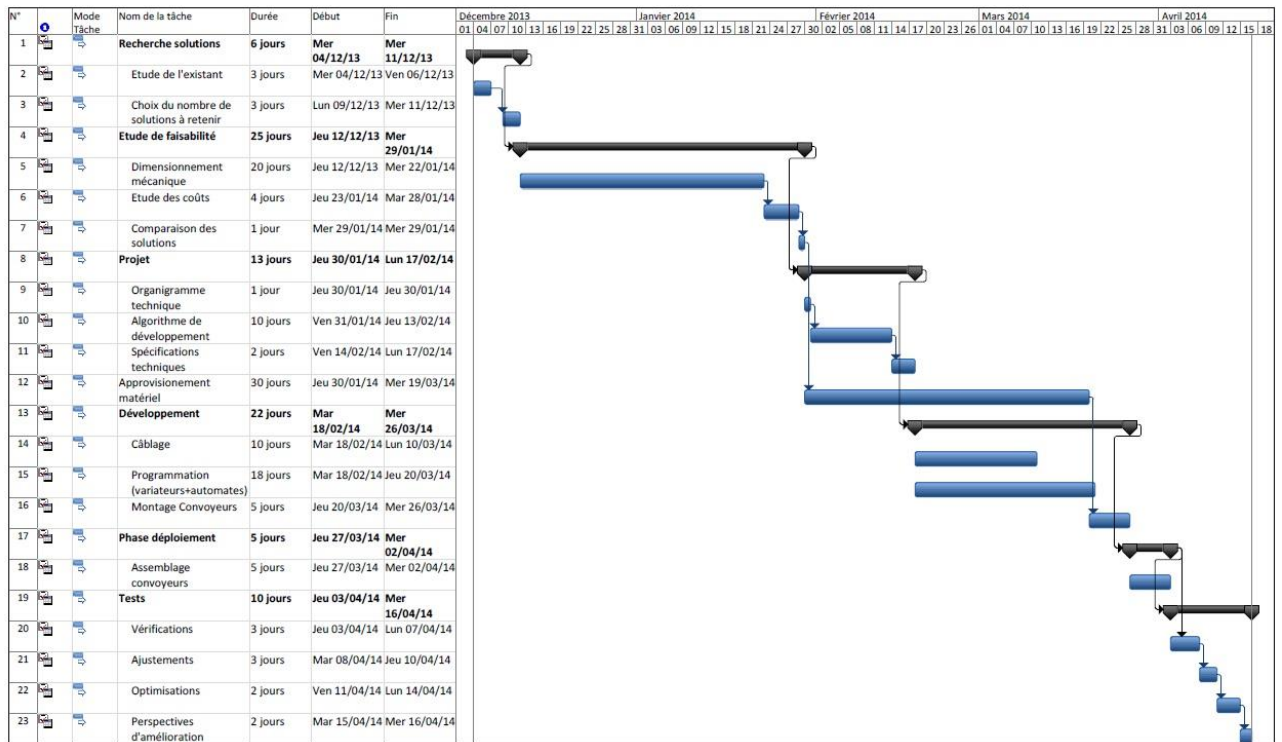 N° Mode Nom de la tâche Durée Début Fin Décembre 2013 Janvier 2014 Février 2014 Mars 2014 Avril 2014
Tâche 01 04 07 10 13 16 19 22 25 28 31 03 06 09 12 15 18 21 24 27 30 02 05 08 11 14 17 20 23 26 01 04 07 10 13 16 19 22 25 28 31 03 06 09 12 15 18
1 Recherche solutions 6 jours Mer Mer
04/12/13 11/12/13
2 Etude de l'existant 3 jours Mer 04/12/13 Ven 06/12/13
3 Choix du nombre de 3 jours Lun 09/12/13 Mer 11/12/13
solutions à retenir
4 Etude de faisabilité 25 jours Jeu 12/12/13 Mer
29/01/14
5 Dimensionnement 20 jours Jeu 12/12/13 Mer 22/01/14
mécanique
6 Etude des coûts 4 jours Jeu 23/01/14 Mar 28/01/14
7 Comparaison des 1 jour Mer 29/01/14 Mer 29/01/14
solutions
8 Projet 13 jours Jeu 30/01/14 Lun 17/02/14
9 Organigramme 1 jour Jeu 30/01/14 Jeu 30/01/14
technique
10 Algorithme de 10 jours Ven 31/01/14 Jeu 13/02/14
développement
11 Spécifications 2 jours Ven 14/02/14 Lun 17/02/14
techniques
12 Approvisionement 30 jours Jeu 30/01/14 Mer 19/03/14
matériel
13 Développement 22 jours Mar Mer
18/02/14 26/03/14
14 Câblage 10 jours Mar 18/02/14 Lun 10/03/14
15 Programmation 18 jours Mar 18/02/14 Jeu 20/03/14
(variateurs+automates)
16 Montage Convoyeurs 5 jours Jeu 20/03/14 Mer 26/03/14
17 Phase déploiement 5 jours Jeu 27/03/14 Mer
02/04/14
18 Assemblage 5 jours Jeu 27/03/14 Mer 02/04/14
convoyeurs
19 Tests 10 jours Jeu 03/04/14 Mer
16/04/14
20 Vérifications 3 jours Jeu 03/04/14 Lun 07/04/14
21 Ajustements 3 jours Mar 08/04/14 Jeu 10/04/14
22 Optimisations 2 jours Ven 11/04/14 Lun 14/04/14
23 Perspectives 2 jours Mar 15/04/14 Mer 16/04/14
d'amélioration